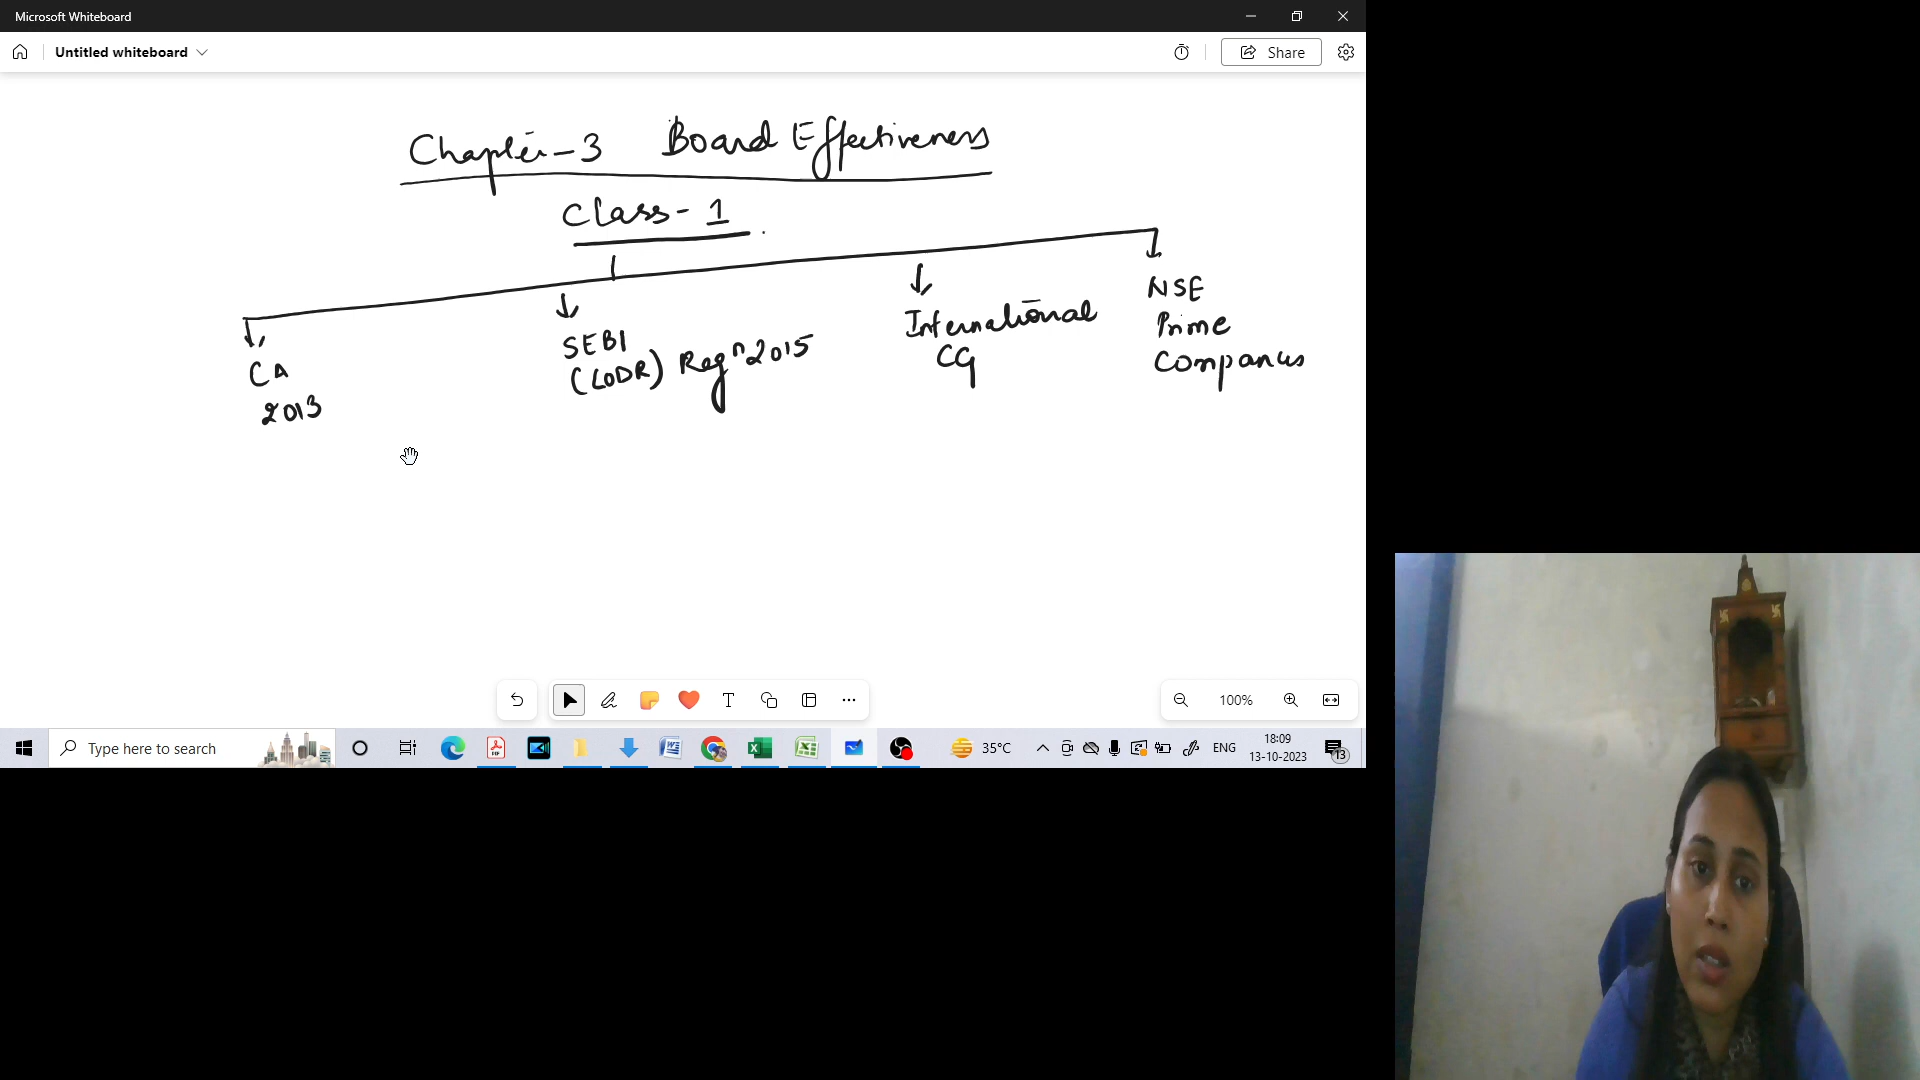 Microsoft Whiteboard
Untitled whiteboard
Share
Chapter-3 Board Effectiveness
Class-1
CA
2013
SEBI
(LODR) Regⁿ 2015
International
CG
NSE
Prime
Companies
100%
Type here to search
35°C
ENG
18:09
13-10-2023
13